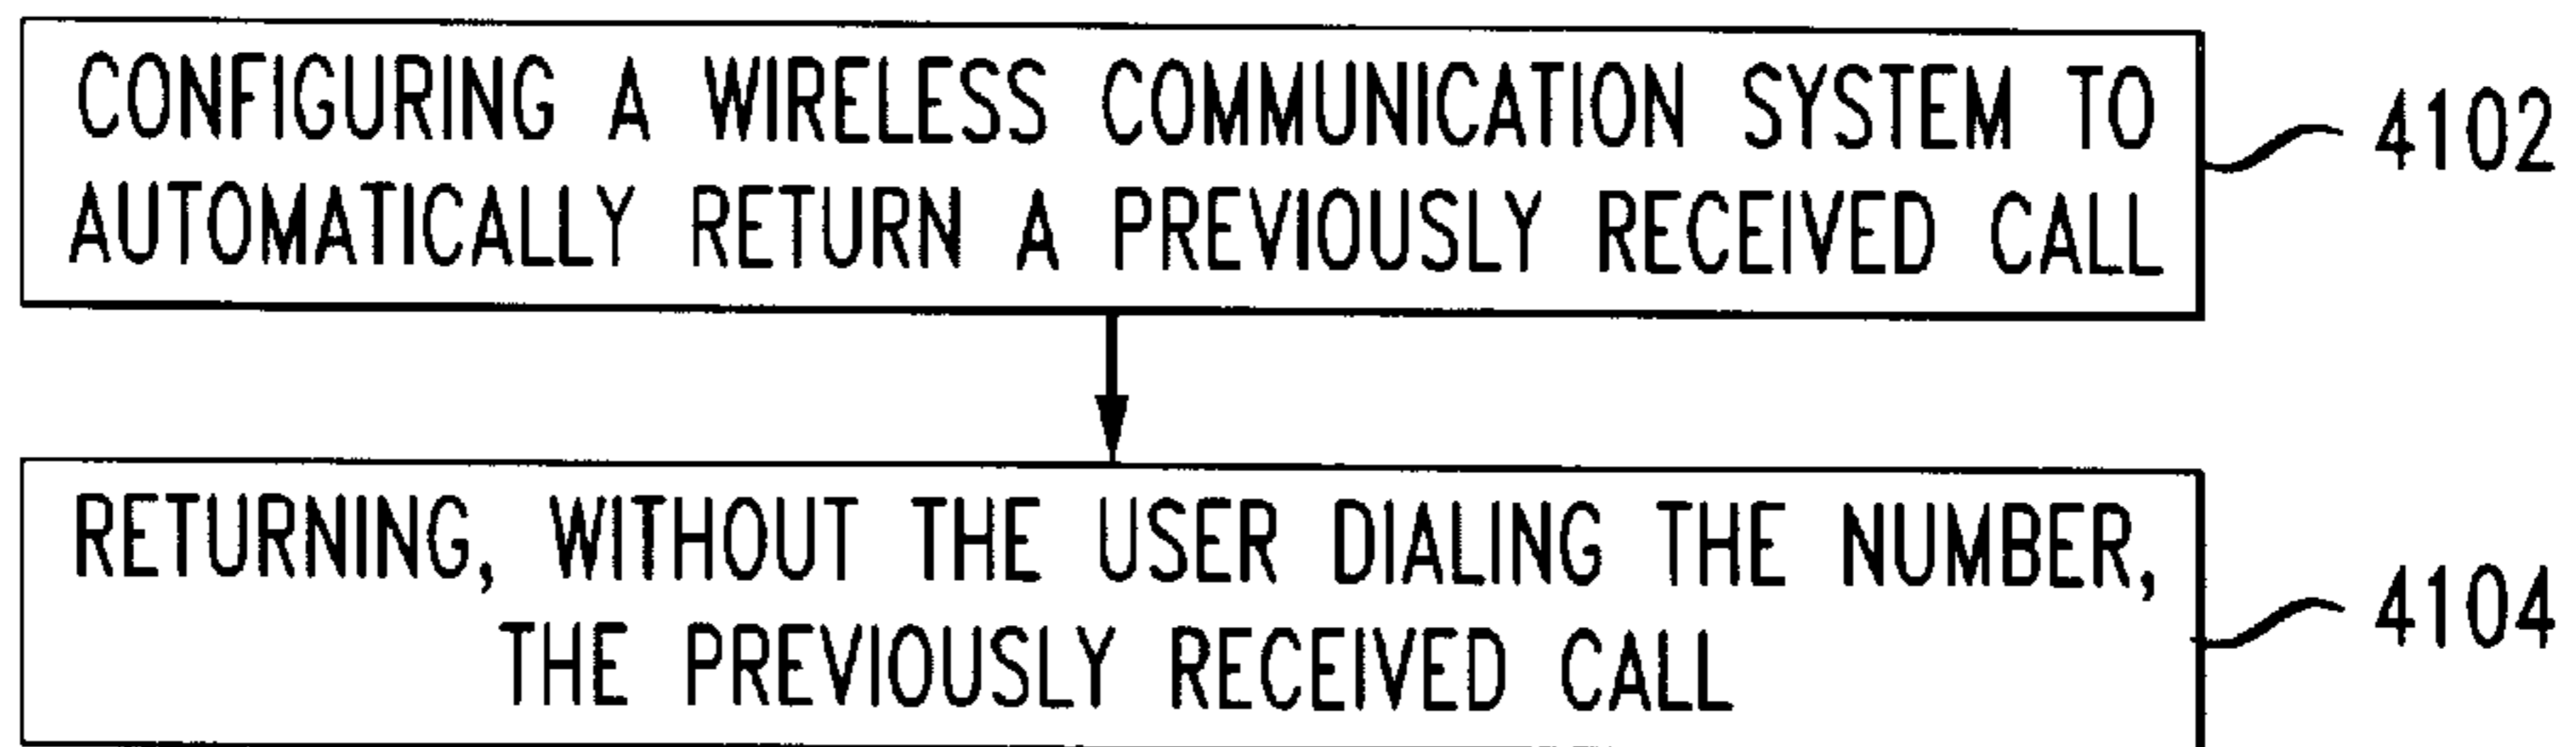 CONFIGURING A WIRELESS COMMUNICATION SYSTEM TO
AUTOMATICALLY RETURN A PREVIOUSLY RECEIVED CALL
4102
RETURNING, WITHOUT THE USER DIALING THE NUMBER,
THE PREVIOUSLY RECEIVED CALL
4104